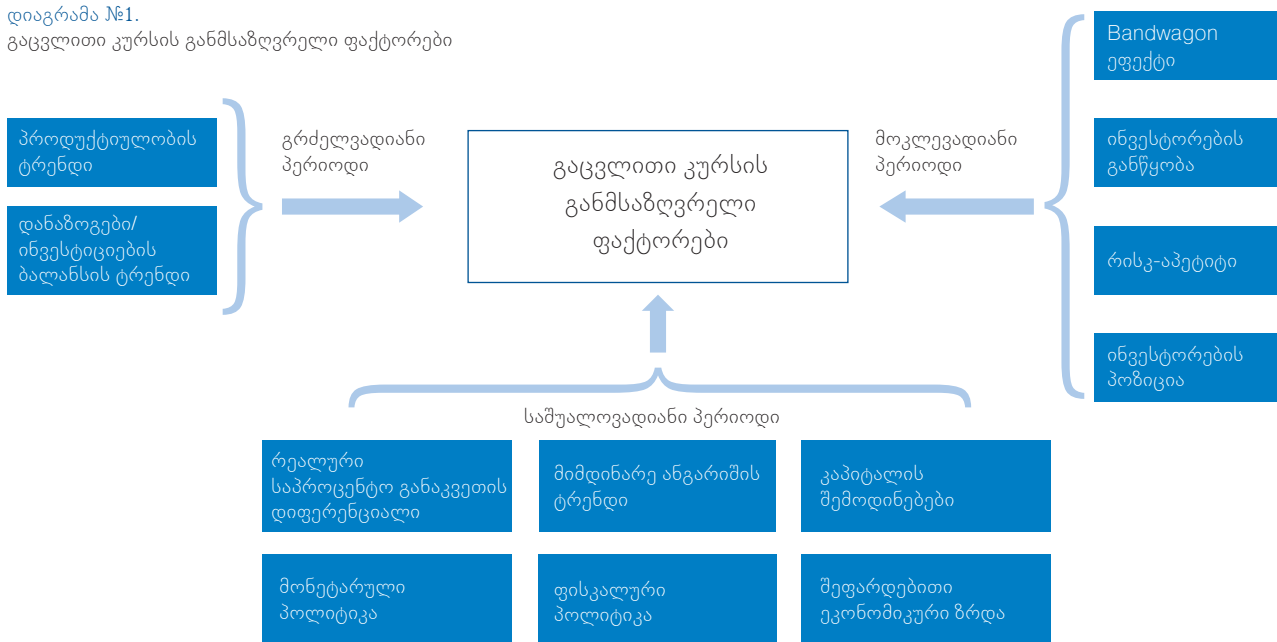 დიაგრამა №1.
გაცვლითი კურსის განმსაზღვრელი ფაქტორები
პროდუქტიულობის
ტრენდი
დანაზოგები/
ინვესტიციების
ბალანსის ტრენდი
გრძელვადიანი
პერიოდი
გაცვლითი კურსის
განმსაზღვრელი
ფაქტორები
მოკლევადიანი
პერიოდი
Bandwagon
ეფექტი
ინვესტორების
განწყობა
რისკ-აპეტიტი
ინვესტორების
პოზიცია
საშუალოვადიანი პერიოდი
რეალური
საპროცენტო განაკვეთის
დიფერენციალი
მიმდინარე ანგარიშის
ტრენდი
კაპიტალის
შემოდინებები
მონეტარული
პოლიტიკა
ფისკალური
პოლიტიკა
შეფარდებითი
ეკონომიკური ზრდა